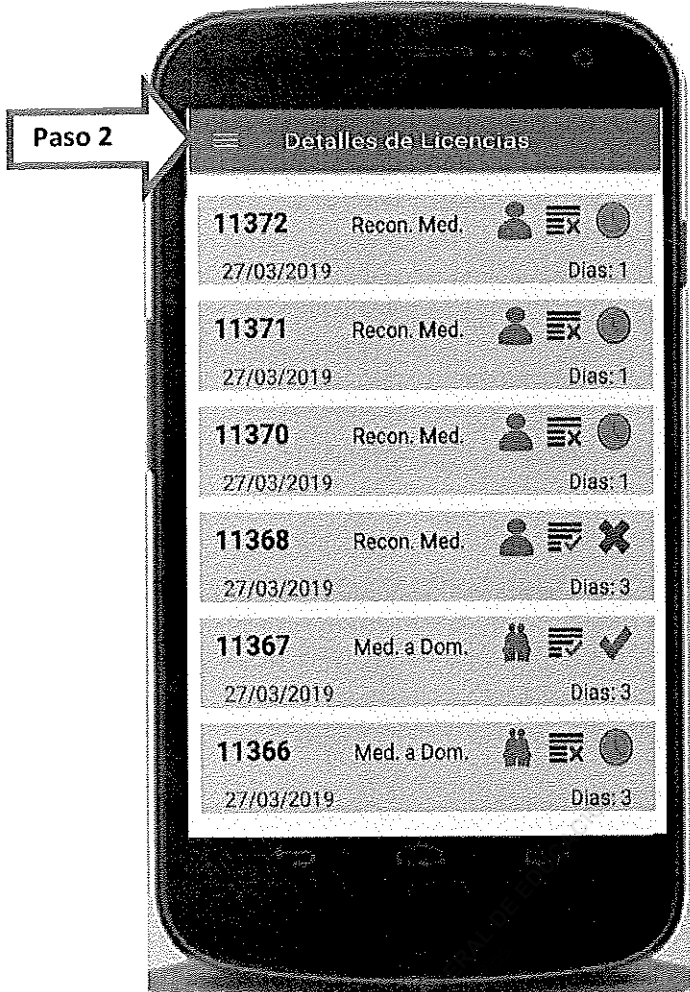 Paso 2
Detalles de Licencias
11372 Recon. Med.
27/03/2019 Dias: 1
11371 Recon. Med.
27/03/2019 Dias: 1
11370 Recon. Med.
27/03/2019 Dias: 1
11368 Recon. Med.
27/03/2019 Dias: 3
11367 Med. a Dom.
27/03/2019 Dias: 3
11366 Med. a Dom.
27/03/2019 Dias: 3